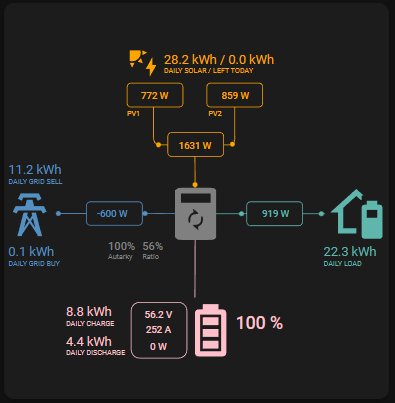 28.2 kWh / 0.0 kWh
DAILY SOLAR / LEFT TODAY
772 W
859 W
PV1
PV2
1631 W
11.2 kWh
DAILY GRID SELL
-600 W
919 W
100% 56%
Autarky Ratio
0.1 kWh
DAILY GRID BUY
22.3 kWh
DAILY LOAD
8.8 kWh
DAILY CHARGE
4.4 kWh
DAILY DISCHARGE
56.2 V
252 A
0 W
100 %